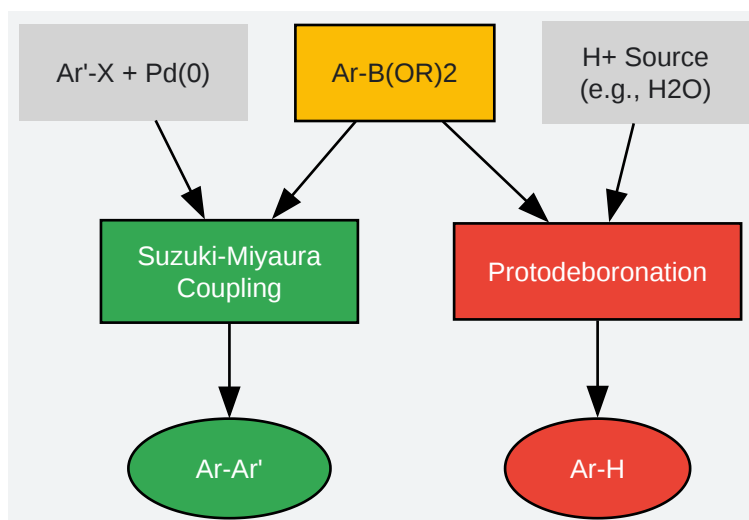 Ar'-X + Pd(0)
Ar-B(OR)2
H+ Source
(e.g., H2O)
Suzuki-Miyaura
Coupling
Protodeboronation
Ar-Ar'
Ar-H